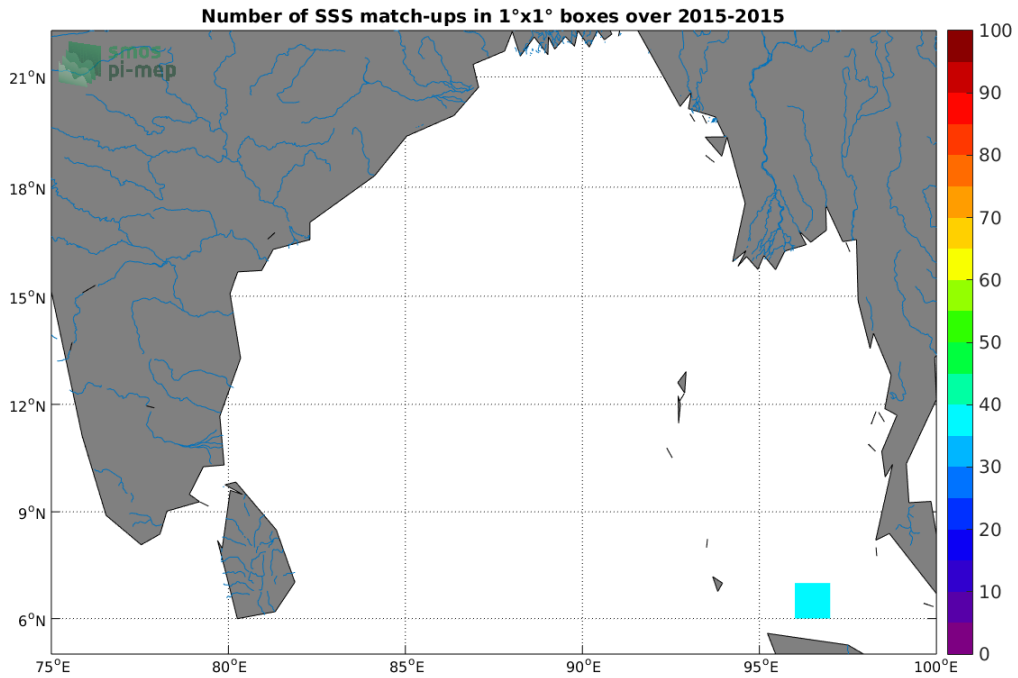 Number of SSS match-ups in 1°x1° boxes over 2015-2015
smos
pi-mep
21°N
18°N
15°N
12°N
9°N
6°N
75°E
80°E
85°E
90°E
95°E
100°E
100
90
80
70
60
50
40
30
20
10
0